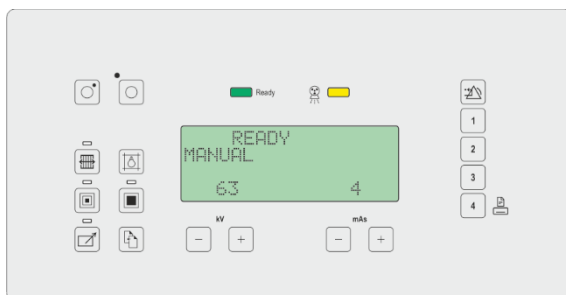 Ready
READY
MANUAL
63 4
kV mAs
- + - +
1
2
3
4